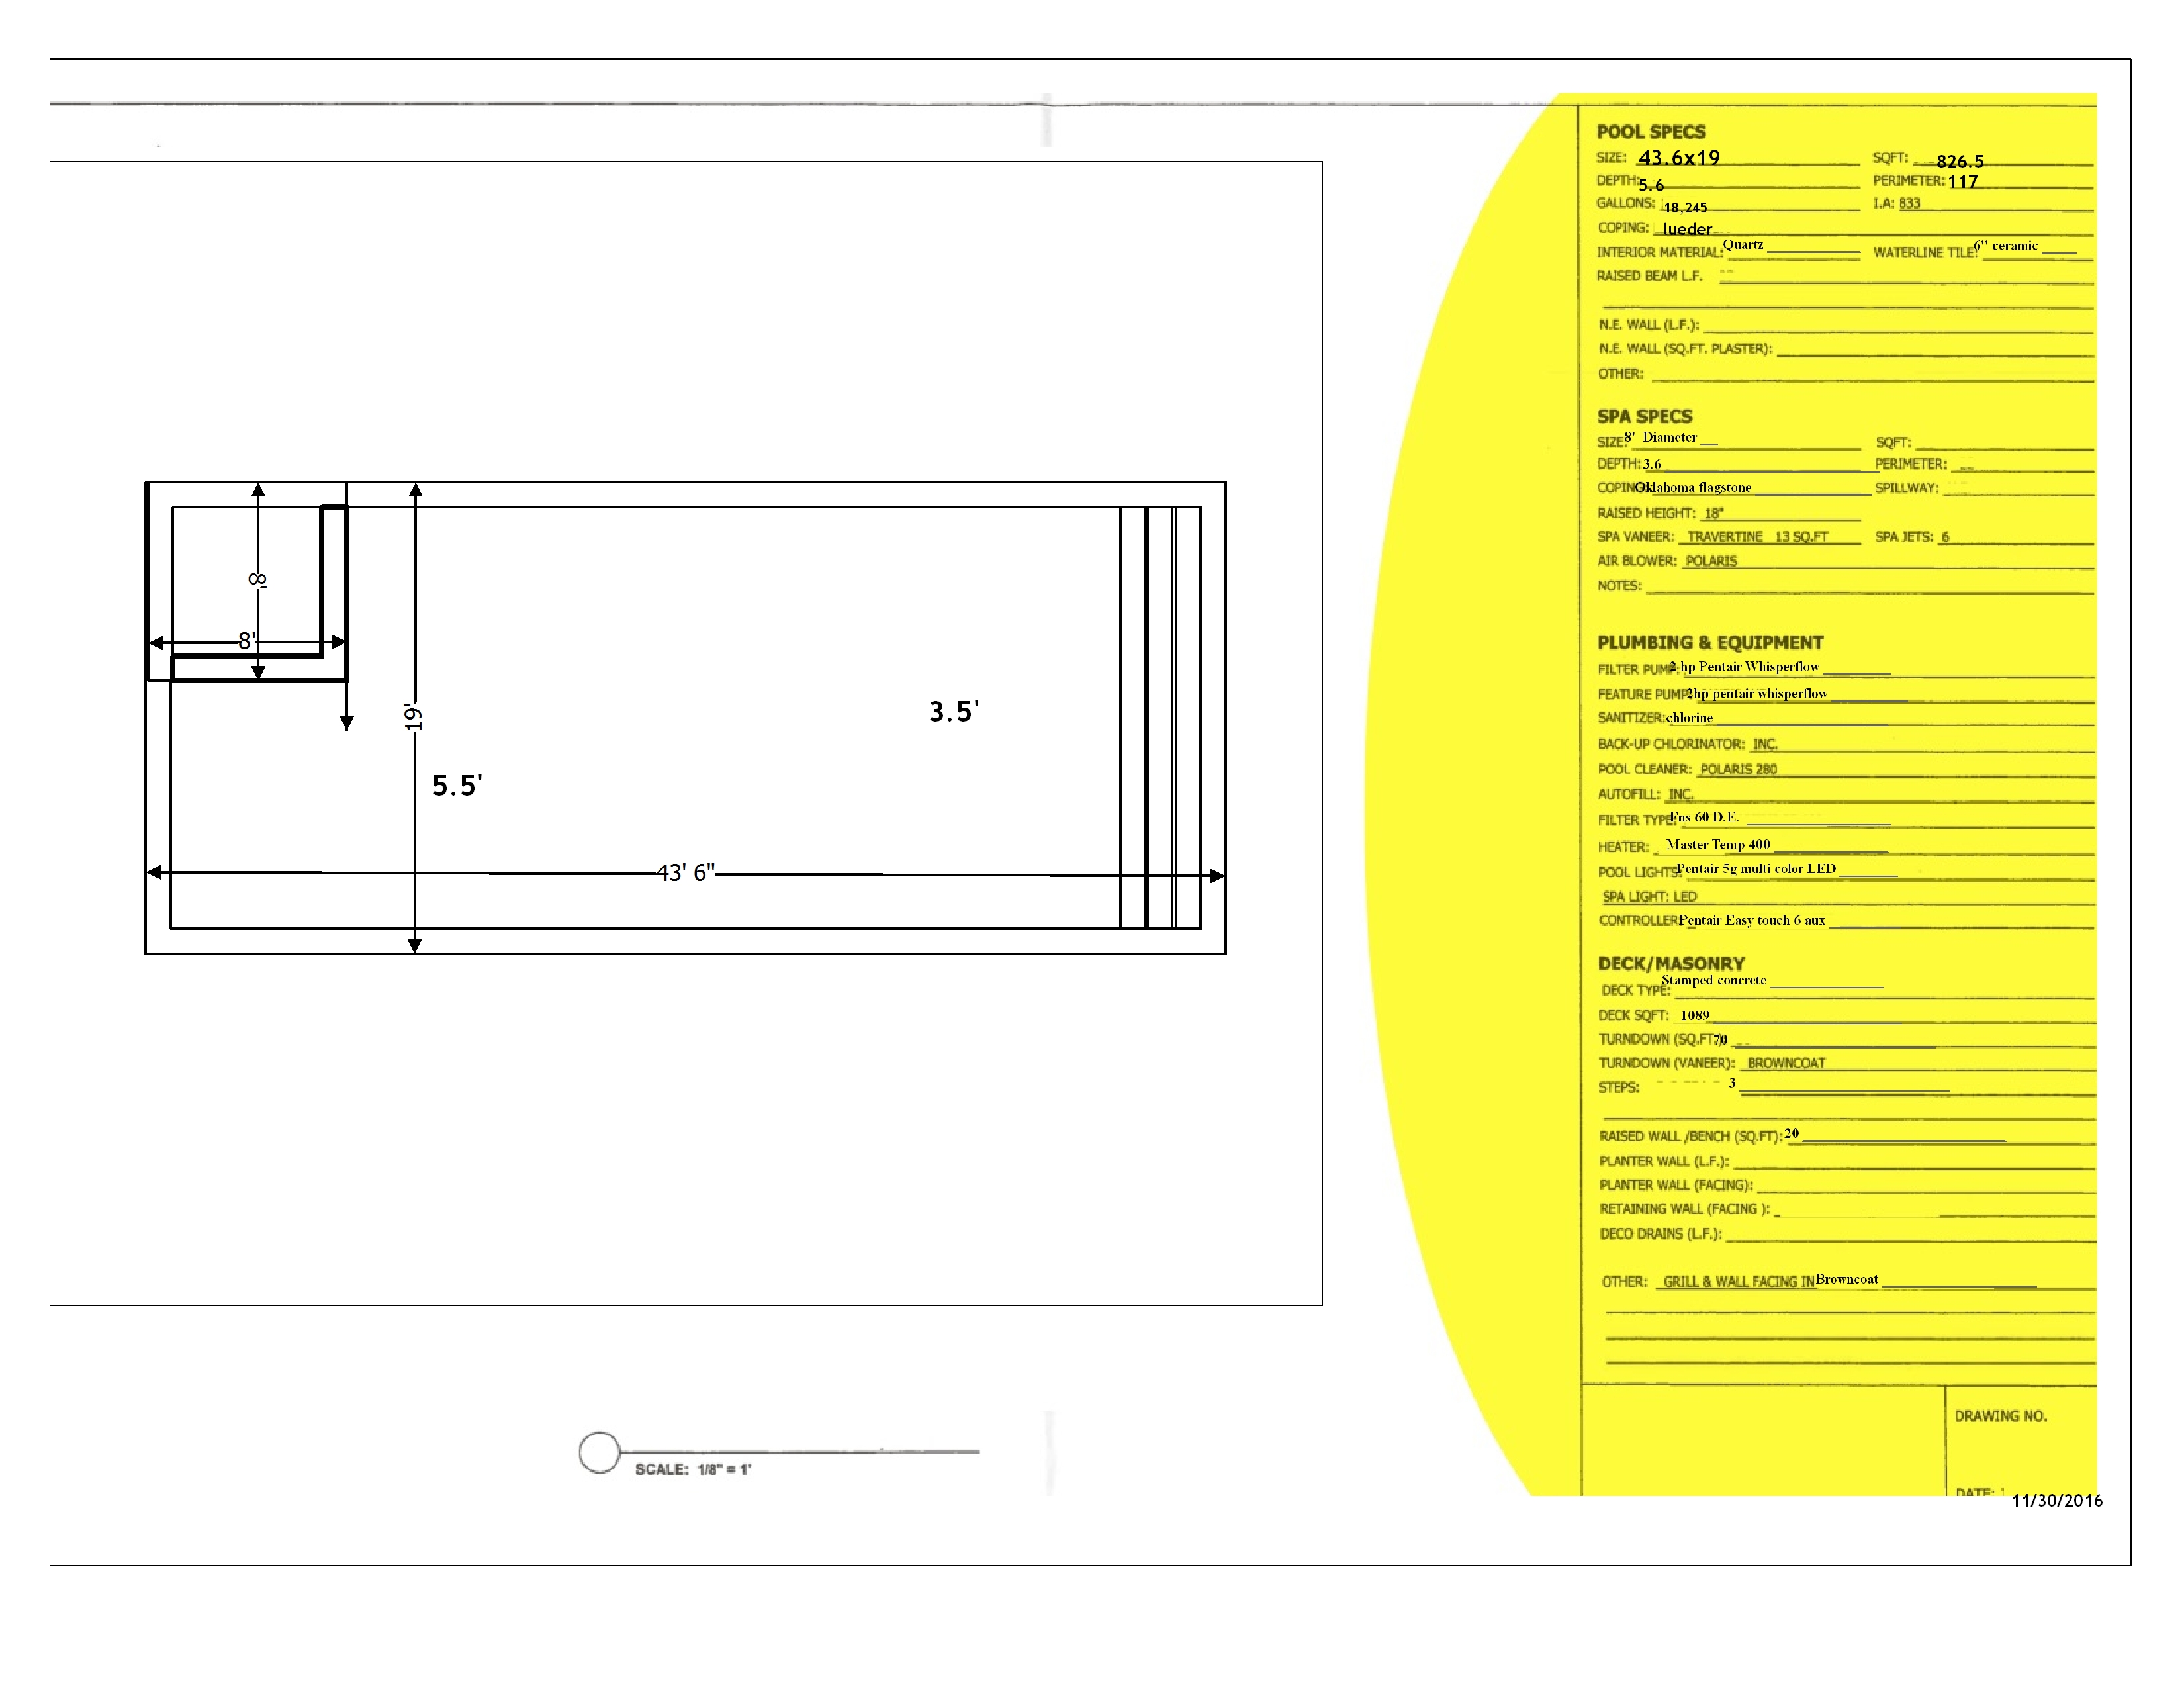 POOL SPECS
SIZE: 43.6x19 SQFT: 826.5
DEPTH: 5.6 PERIMETER: 117
GALLONS: 18,245 I.A: 833
COPING: lueder
INTERIOR MATERIAL: Quartz WATERLINE TILE: 6" ceramic
RAISED BEAM L.F.
N.E. WALL (L.F.):
N.E. WALL (SQ.FT. PLASTER):
OTHER:
SPA SPECS
SIZE: 8' Diameter SQFT:
DEPTH: 3.6 PERIMETER:
COPING: Oklahoma flagstone SPILLWAY:
RAISED HEIGHT: 18"
SPA VANEER: TRAVERTINE 13 SQ.FT SPA JETS: 6
AIR BLOWER: POLARIS
NOTES:
PLUMBING & EQUIPMENT
FILTER PUMP: 2 hp Pentair Whisperflow
FEATURE PUMP: 2hp pentair whisperflow
SANITIZER: chlorine
BACK-UP CHLORINATOR: INC.
POOL CLEANER: POLARIS 280
AUTOFILL: INC.
FILTER TYPE: Fns 60 D.E.
HEATER: Master Temp 400
POOL LIGHTS: Pentair 5g multi color LED
SPA LIGHT: LED
CONTROLLER: Pentair Easy touch 6 aux
DECK/MASONRY
DECK TYPE: Stamped concrete
DECK SQFT: 1089
TURNDOWN (SQ.FT): 70
TURNDOWN (VANEER): BROWNCOAT
STEPS: 3
RAISED WALL /BENCH (SQ.FT): 20
PLANTER WALL (L.F.):
PLANTER WALL (FACING):
RETAINING WALL (FACING ):
DECO DRAINS (L.F.):
OTHER: GRILL & WALL FACING IN Browncoat
DRAWING NO.
DATE: 11/30/2016
8'
8'
19'
3.5'
5.5'
43' 6"
SCALE: 1/8" = 1'